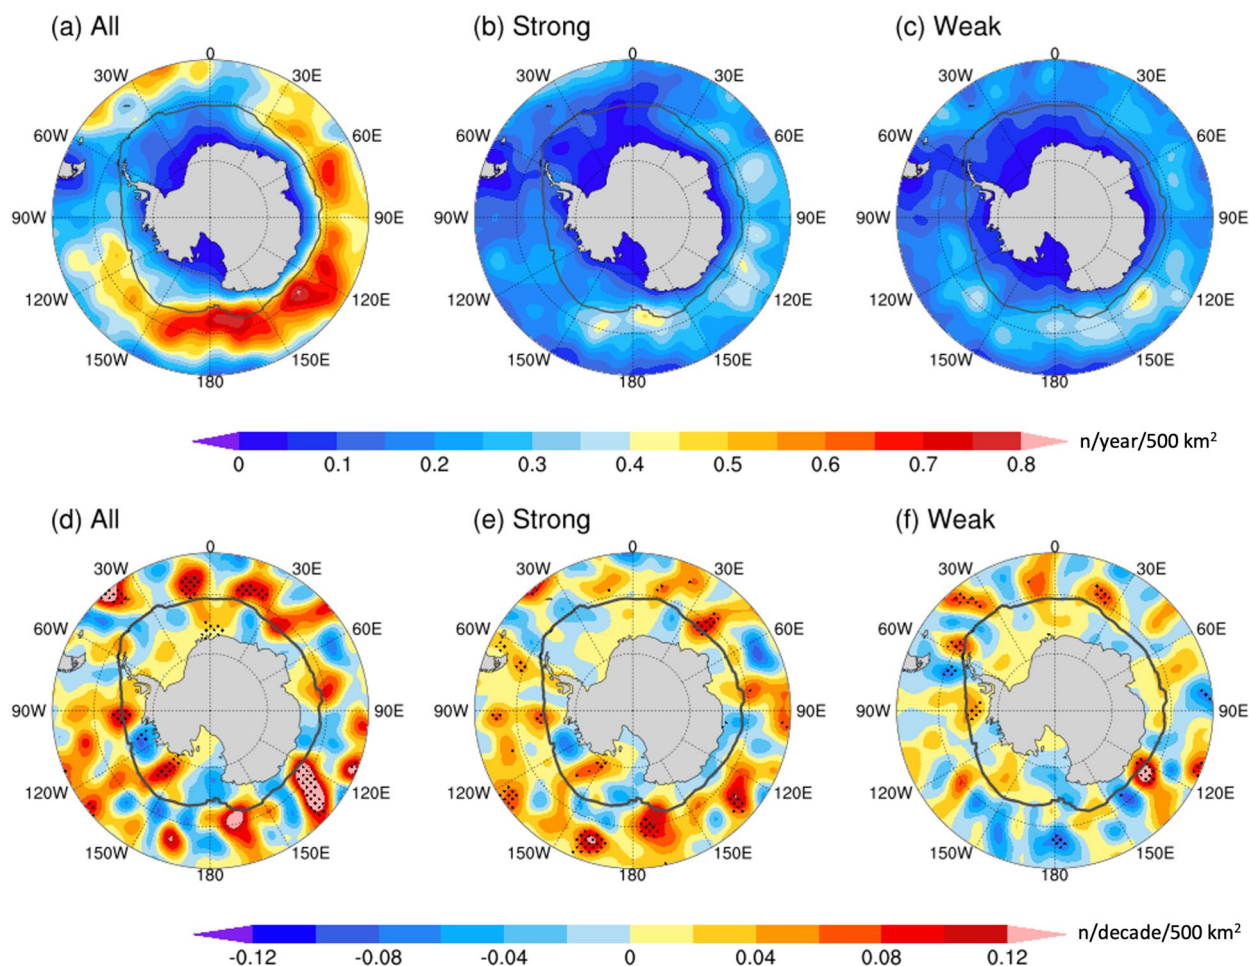 (a) All
(b) Strong
(c) Weak
0
0
0
30W
30E
30W
30E
30W
30E
60W
60E
60W
60E
60W
60E
90W
90E
90W
90E
90W
90E
120W
120E
120W
120E
120W
120E
150W
150E
150W
150E
150W
150E
180
180
180
0 0.1 0.2 0.3 0.4 0.5 0.6 0.7 0.8 n/year/500 km²
(d) All
(e) Strong
(f) Weak
0
0
0
30W
30E
30W
30E
30W
30E
60W
60E
60W
60E
60W
60E
90W
90E
90W
90E
90W
90E
120W
120E
120W
120E
120W
120E
150W
150E
150W
150E
150W
150E
180
180
180
-0.12 -0.08 -0.04 0 0.04 0.08 0.12 n/decade/500 km²